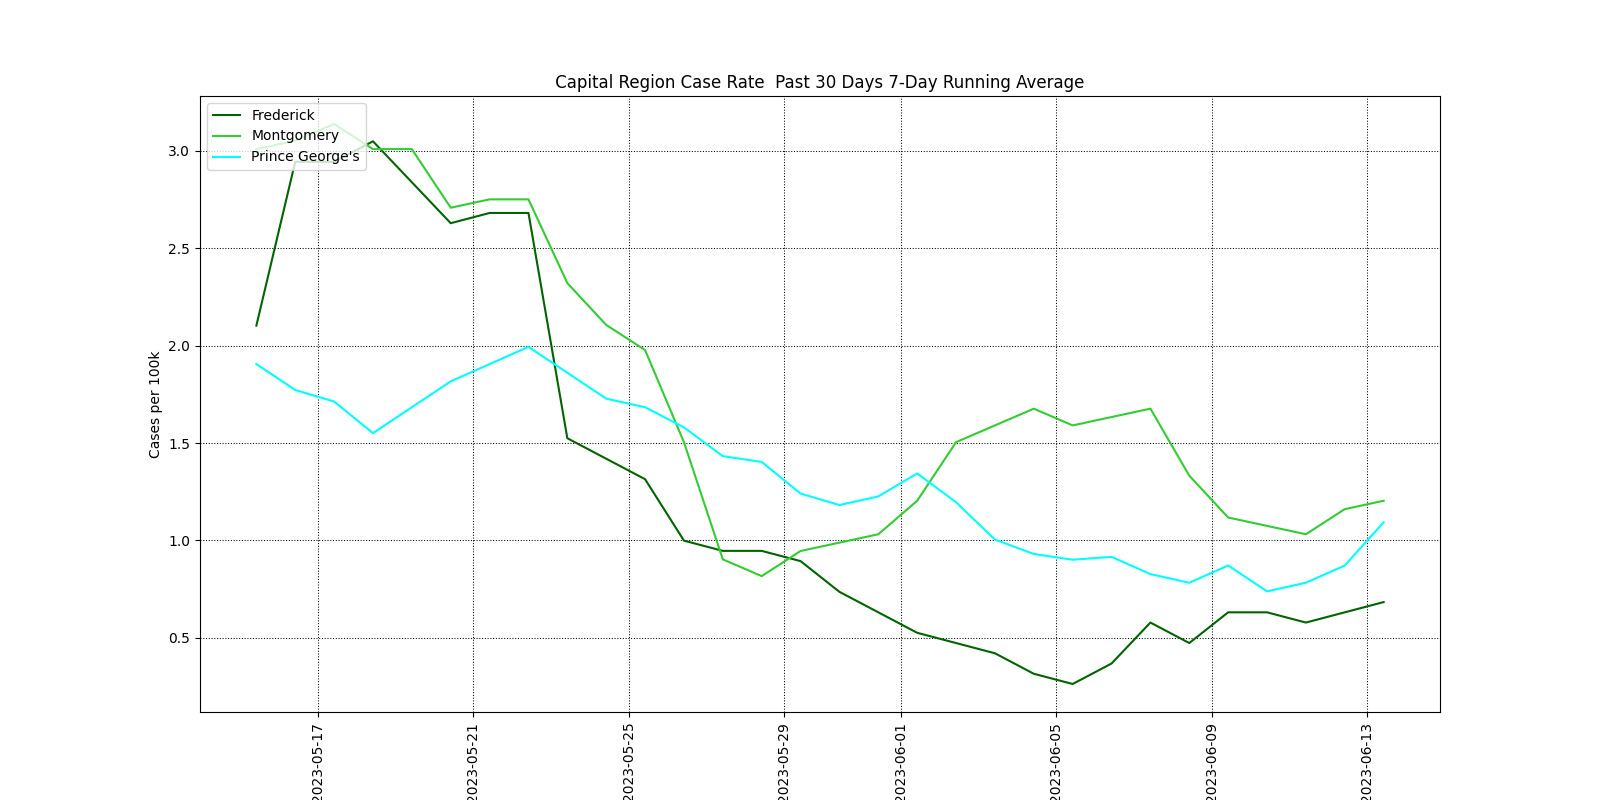 Capital Region Case Rate  Past 30 Days 7-Day Running Average
Frederick
Montgomery
Prince George's
Cases per 100k
3.0
2.5
2.0
1.5
1.0
0.5
2023-05-17
2023-05-21
2023-05-25
2023-05-29
2023-06-01
2023-06-05
2023-06-09
2023-06-13